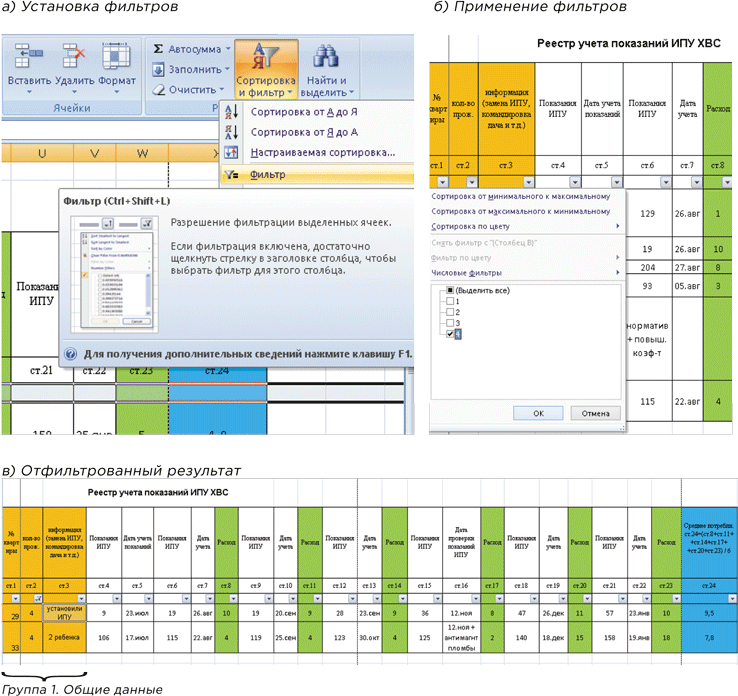 а) Установка фильтров
Вставить Удалить Формат
Ячейки
Σ Автосумма
Заполнить
Очистить
Сортировка и фильтр
Найти и выделить
Сортировка от А до Я
Сортировка от Я до А
Настраиваемая сортировка...
Фильтр
U V W
Фильтр (Ctrl+Shift+L)
Разрешение фильтрации выделенных ячеек.
Если фильтрация включена, достаточно
щелкнуть стрелку в заголовке столбца, чтобы
выбрать фильтр для этого столбца.
Для получения дополнительных сведений нажмите клавишу F1.
ст.21 ст.22 ст.23 ст.24
б) Применение фильтров
Реестр учета показаний ИПУ ХВС
№ кварт иры
кол-во прож.
информация (замена ИПУ, командировка дача и т.д.)
Показания ИПУ
Дата учета показаний
Показания ИПУ
Дата учета
Расход
ст.1 ст.2 ст.3 ст.4 ст.5 ст.6 ст.7 ст.8
Сортировка от минимального к максимальному
Сортировка от максимального к минимальному
Сортировка по цвету
Снять фильтр с "(Столбец B)"
Фильтр по цвету
Числовые фильтры
(Выделить все)
1
2
3
4
ОК Отмена
129 26.авг 1
19 26.авг 10
204 27.авг 8
93 05.авг 3
норматив + повыш. коэф-т
115 22.авг 4
в) Отфильтрованный результат
Реестр учета показаний ИПУ ХВС
№ кварт иры
кол-во прож.
информация (замена ИПУ, командировка дача и т.д.)
Показания ИПУ
Дата учета показаний
Показания ИПУ
Дата учета
Расход
Показания ИПУ
Дата учета
Расход
Показания ИПУ
Дата учета
Расход
Показания ИПУ
Дата проверки показаний ИПУ
Расход
Показания ИПУ
Дата учета
Расход
Показания ИПУ
Дата учета
Расход
Среднее потребл. ст.24=(ст.8+ст.11+ +ст.14+ст.17+ +ст.20+ст.23) / 6
ст.1 ст.2 ст.3 ст.4 ст.5 ст.6 ст.7 ст.8 ст.9 ст.10 ст.11 ст.12 ст.13 ст.14 ст.15 ст.16 ст.17 ст.18 ст.19 ст.20 ст.21 ст.22 ст.23 ст.24
29 4 установили ИПУ 9 23.июл 19 26.авг 10 19 20.сен 9 28 23.сен 9 36 12.ноя 8 47 26.дек 11 57 23.янв 10 9,5
33 4 2 ребенка 106 17.июл 115 22.авг 4 119 25.сен 4 123 30.окт 4 125 12.ноя + антимагнт пломбы 2 140 18.дек 15 158 19.янв 18 7,8
Группа 1. Общие данные